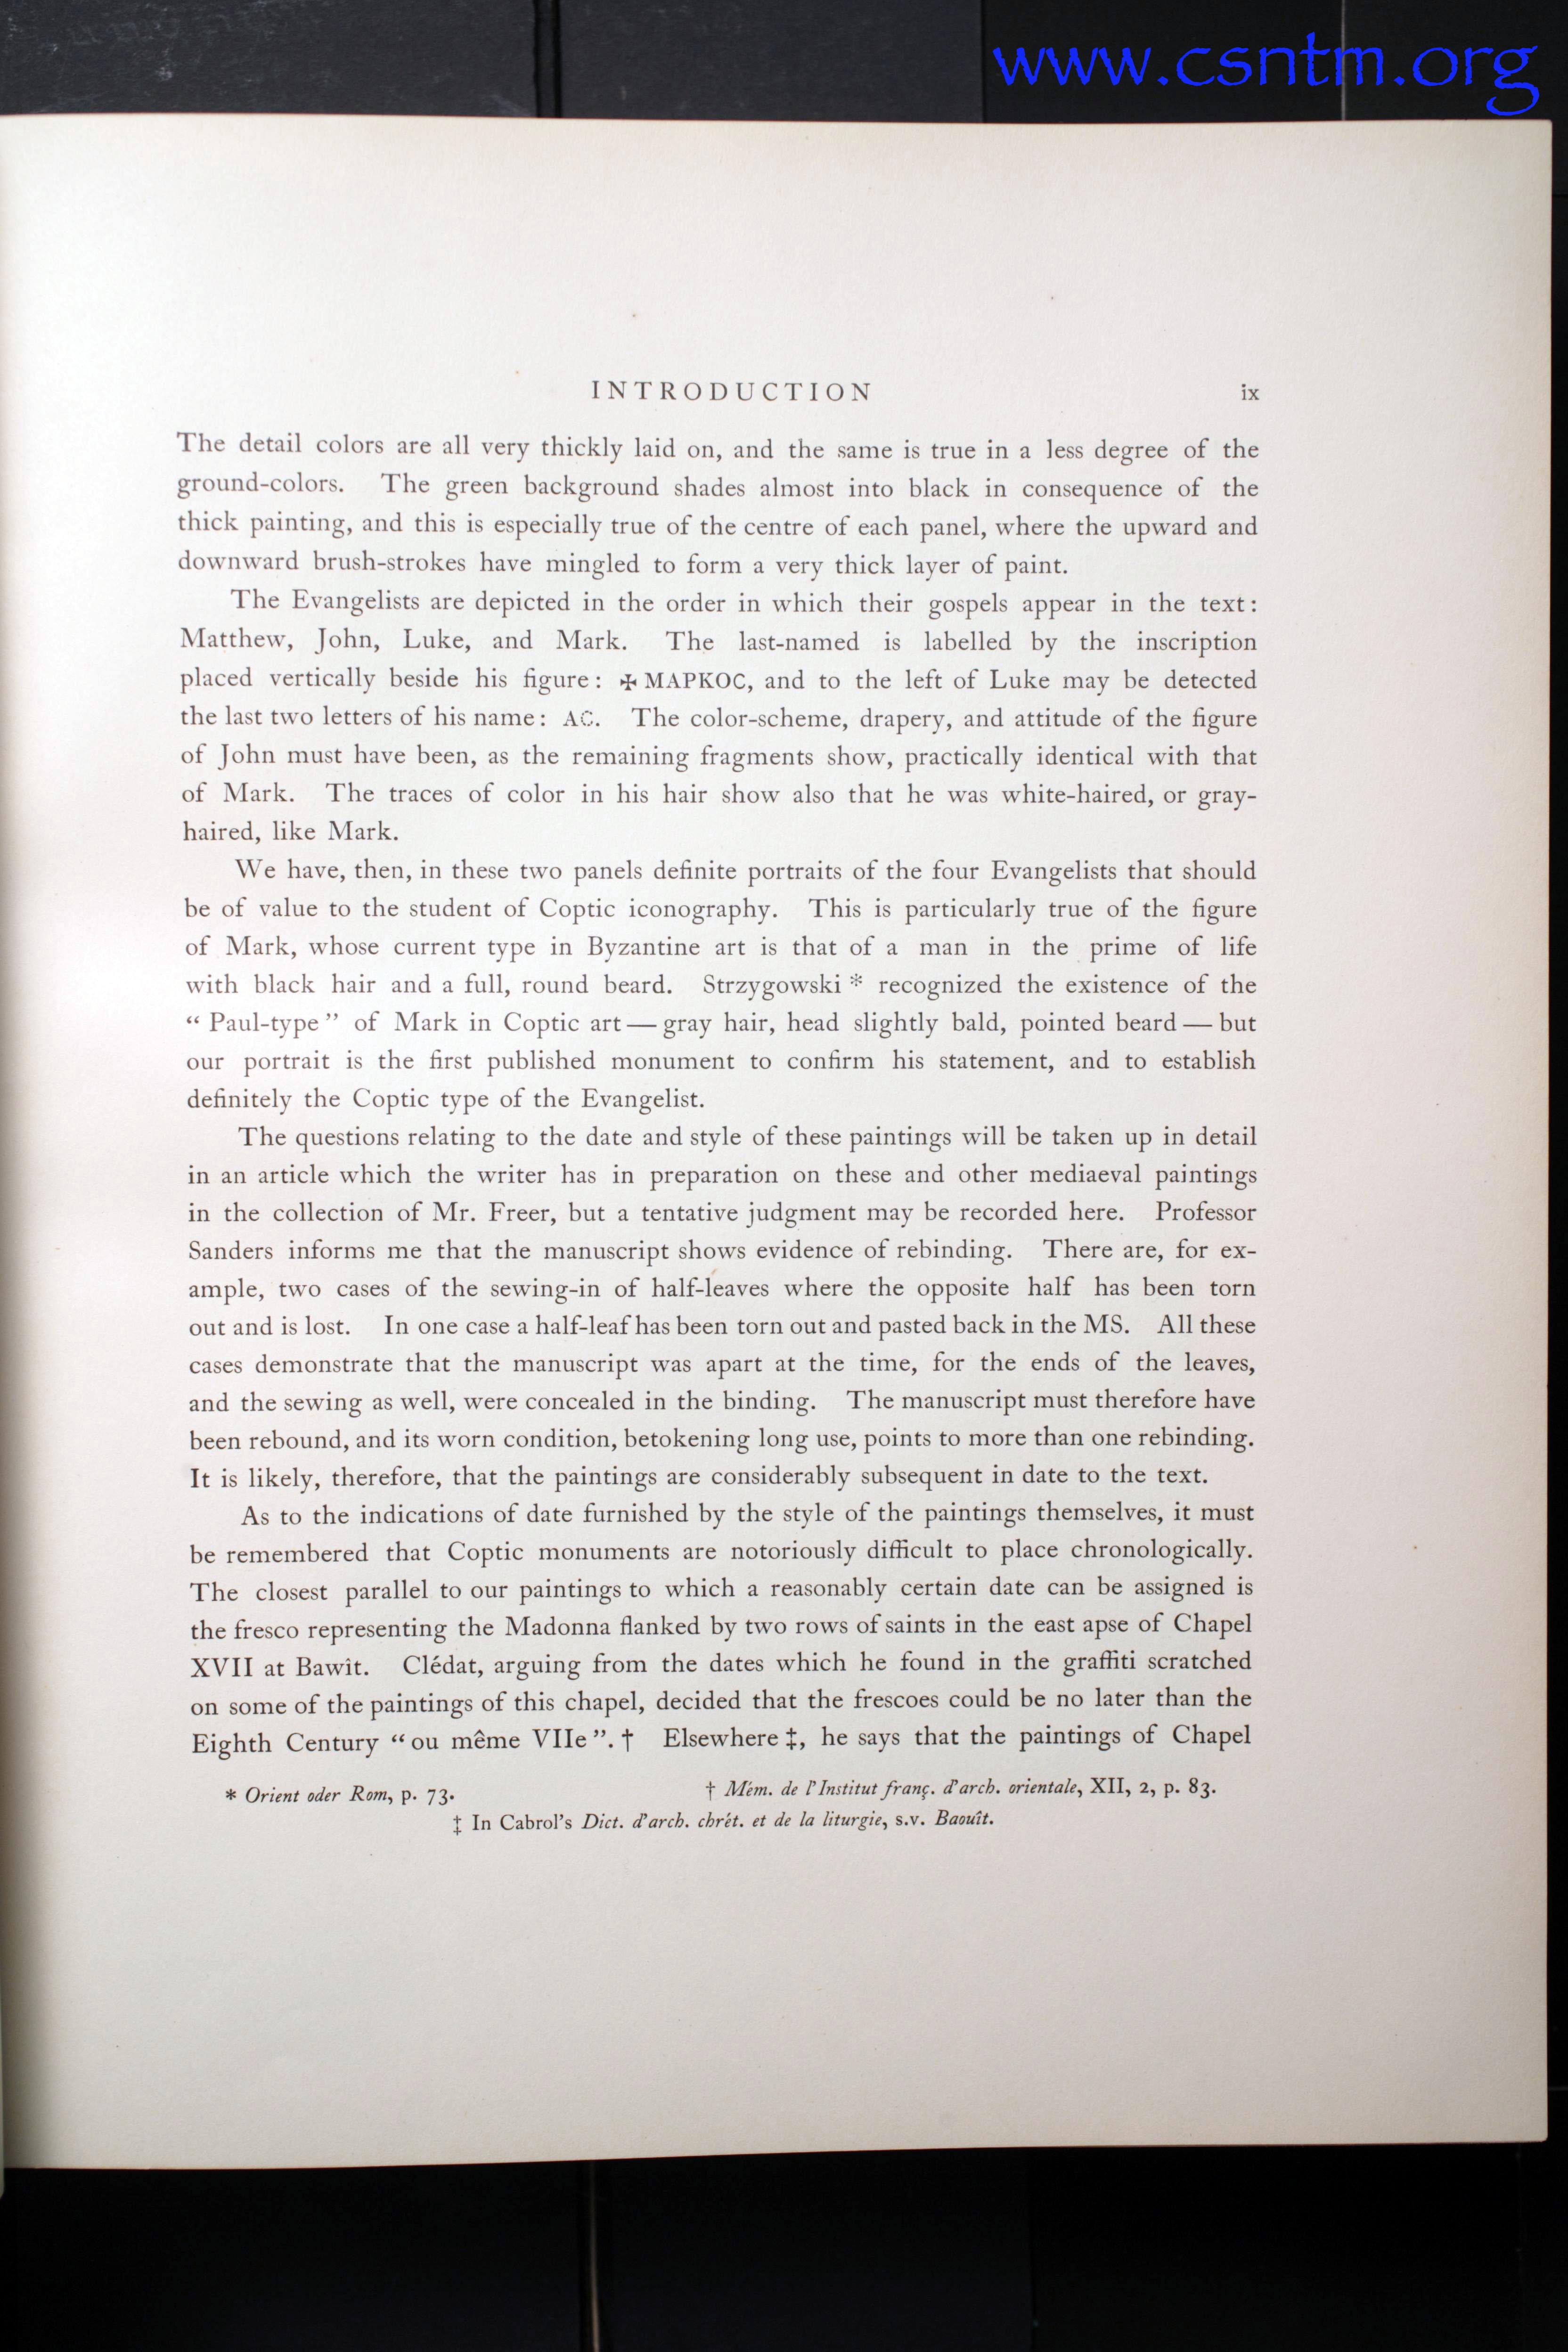 www.csntm.org
INTRODUCTION ix
The detail colors are all very thickly laid on, and the same is true in a less degree of the
ground-colors. The green background shades almost into black in consequence of the
thick painting, and this is especially true of the centre of each panel, where the upward and
downward brush-strokes have mingled to form a very thick layer of paint.
The Evangelists are depicted in the order in which their gospels appear in the text:
Matthew, John, Luke, and Mark. The last-named is labelled by the inscription
placed vertically beside his figure: ✠ ΜΑΡΚΟC, and to the left of Luke may be detected
the last two letters of his name: ΑC. The color-scheme, drapery, and attitude of the figure
of John must have been, as the remaining fragments show, practically identical with that
of Mark. The traces of color in his hair show also that he was white-haired, or gray-
haired, like Mark.
We have, then, in these two panels definite portraits of the four Evangelists that should
be of value to the student of Coptic iconography. This is particularly true of the figure
of Mark, whose current type in Byzantine art is that of a man in the prime of life
with black hair and a full, round beard. Strzygowski * recognized the existence of the
“ Paul-type ” of Mark in Coptic art — gray hair, head slightly bald, pointed beard — but
our portrait is the first published monument to confirm his statement, and to establish
definitely the Coptic type of the Evangelist.
The questions relating to the date and style of these paintings will be taken up in detail
in an article which the writer has in preparation on these and other mediaeval paintings
in the collection of Mr. Freer, but a tentative judgment may be recorded here. Professor
Sanders informs me that the manuscript shows evidence of rebinding. There are, for ex-
ample, two cases of the sewing-in of half-leaves where the opposite half has been torn
out and is lost. In one case a half-leaf has been torn out and pasted back in the MS. All these
cases demonstrate that the manuscript was apart at the time, for the ends of the leaves,
and the sewing as well, were concealed in the binding. The manuscript must therefore have
been rebound, and its worn condition, betokening long use, points to more than one rebinding.
It is likely, therefore, that the paintings are considerably subsequent in date to the text.
As to the indications of date furnished by the style of the paintings themselves, it must
be remembered that Coptic monuments are notoriously difficult to place chronologically.
The closest parallel to our paintings to which a reasonably certain date can be assigned is
the fresco representing the Madonna flanked by two rows of saints in the east apse of Chapel
XVII at Bawît. Clédat, arguing from the dates which he found in the graffiti scratched
on some of the paintings of this chapel, decided that the frescoes could be no later than the
Eighth Century “ ou même VIIe ”. † Elsewhere ‡, he says that the paintings of Chapel
* Orient oder Rom, p. 73. † Mém. de l'Institut franç. d'arch. orientale, XII, 2, p. 83.
‡ In Cabrol's Dict. d'arch. chrét. et de la liturgie, s.v. Baouît.